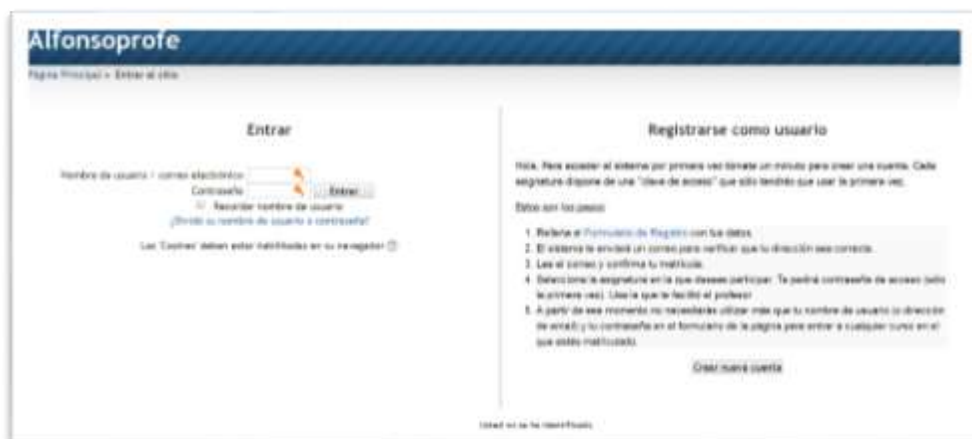 Alfonsoprofe
Página Principal » Entrar al sitio
Entrar
Nombre de usuario / correo electrónico
Contraseña
Entrar
Recordar nombre de usuario
¿Olvidó su nombre de usuario o contraseña?
Las 'Cookies' deben estar habilitadas en su navegador
Registrarse como usuario
Hola. Para acceder al sistema por primera vez tómate un minuto para crear una cuenta. Cada
asignatura dispone de una "clave de acceso" que sólo tendrás que usar la primera vez.
Estos son los pasos:
1. Rellena el Formulario de Registro con tus datos.
2. El sistema te enviará un correo para verificar que tu dirección sea correcta.
3. Lee el correo y confirma tu matrícula.
4. Selecciona la asignatura en la que desees participar. Te pedirá contraseña de acceso (sólo
la primera vez). Usa la que te facilitó el profesor
5. A partir de ese momento no necesitarás utilizar más que tu nombre de usuario (o dirección
de email) y tu contraseña en el formulario de la página para entrar a cualquier curso en el
que estés matriculado.
Crear nueva cuenta
Usted no se ha identificado.